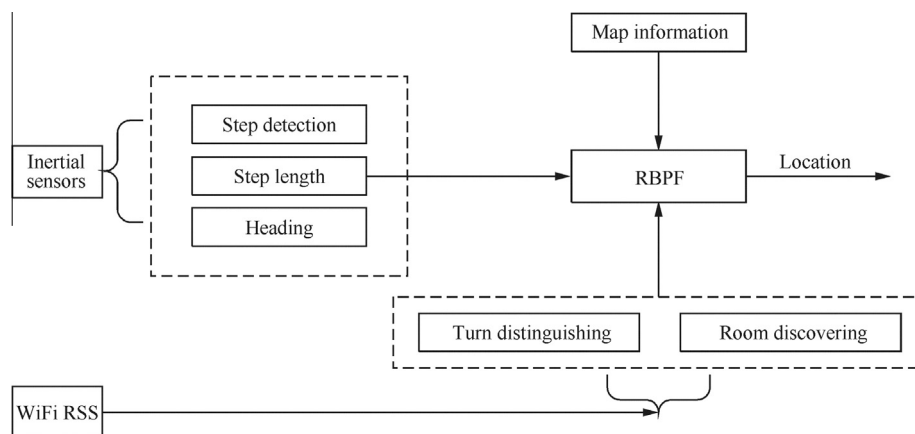 Map information
Step detection
Inertial
sensors
Step length
Heading
RBPF
Location
Turn distinguishing
Room discovering
WiFi RSS